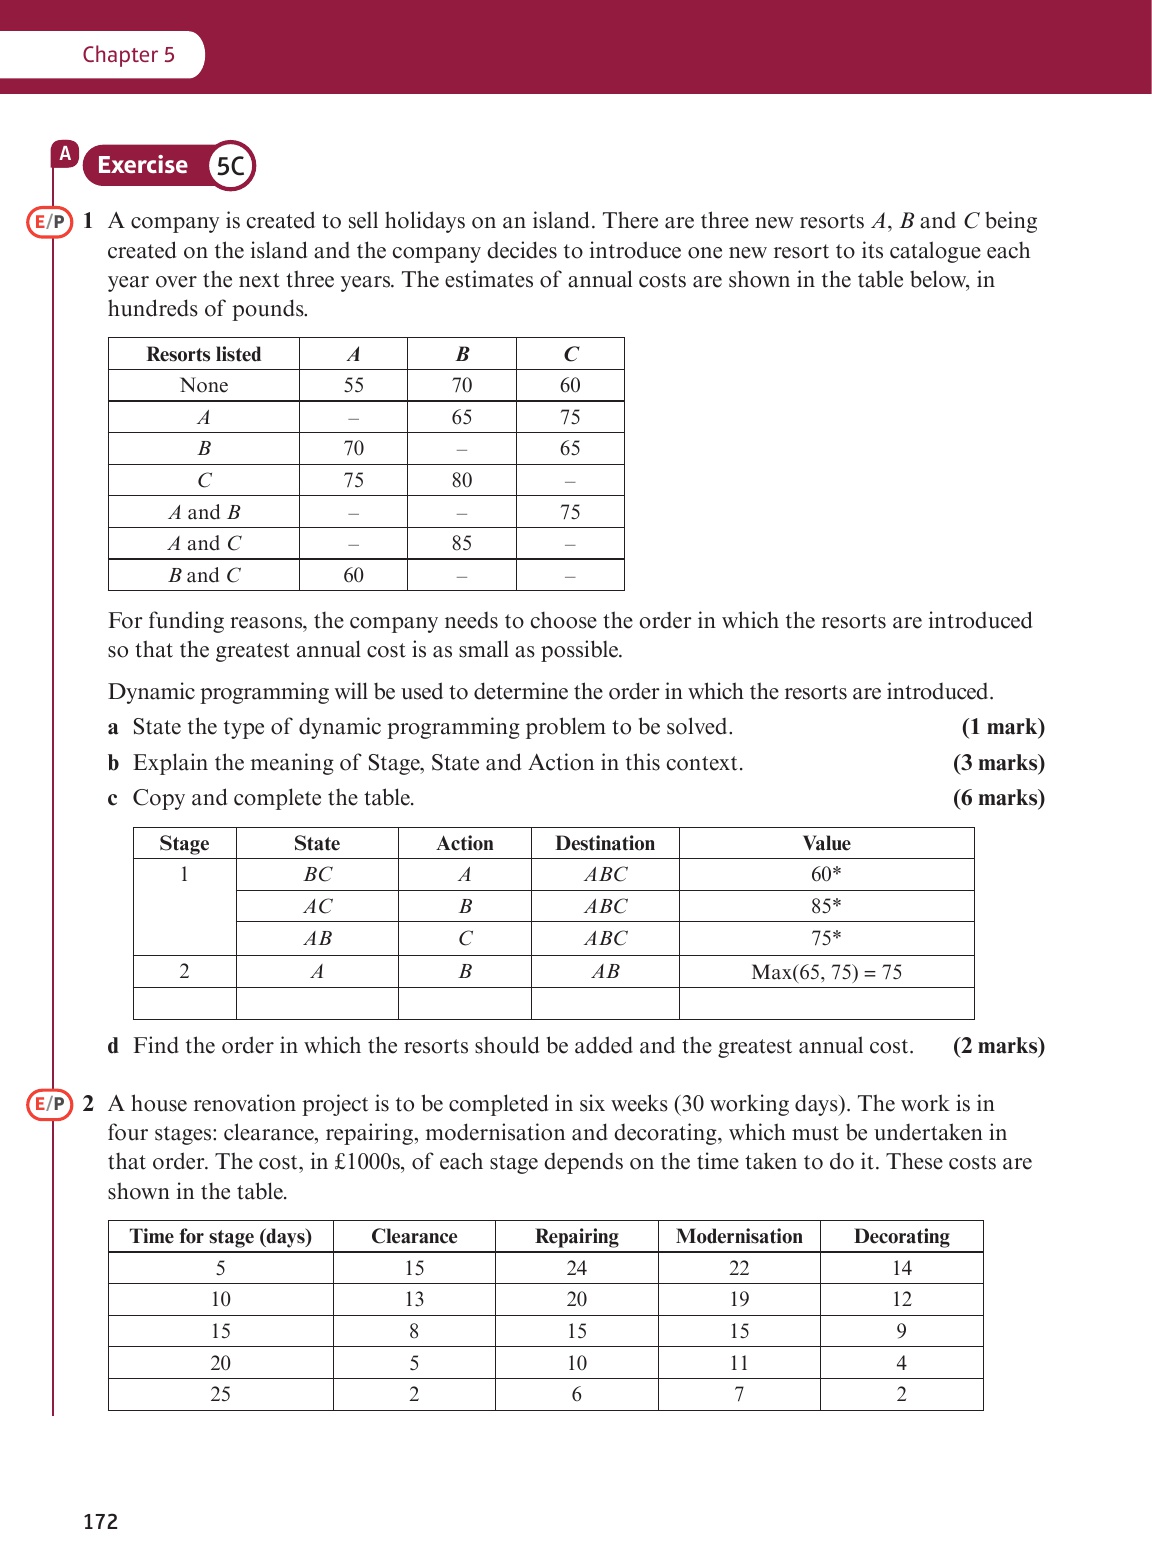 Chapter 5
A
Exercise 5C
E/P 1 A company is created to sell holidays on an island. There are three new resorts A, B and C being
created on the island and the company decides to introduce one new resort to its catalogue each
year over the next three years. The estimates of annual costs are shown in the table below, in
hundreds of pounds.
Resorts listed A B C
None 55 70 60
A – 65 75
B 70 – 65
C 75 80 –
A and B – – 75
A and C – 85 –
B and C 60 – –
For funding reasons, the company needs to choose the order in which the resorts are introduced
so that the greatest annual cost is as small as possible.
Dynamic programming will be used to determine the order in which the resorts are introduced.
a State the type of dynamic programming problem to be solved. (1 mark)
b Explain the meaning of Stage, State and Action in this context. (3 marks)
c Copy and complete the table. (6 marks)
Stage State Action Destination Value
1 BC A ABC 60*
AC B ABC 85*
AB C ABC 75*
2 A B AB Max(65, 75) = 75
d Find the order in which the resorts should be added and the greatest annual cost. (2 marks)
E/P 2 A house renovation project is to be completed in six weeks (30 working days). The work is in
four stages: clearance, repairing, modernisation and decorating, which must be undertaken in
that order. The cost, in £1000s, of each stage depends on the time taken to do it. These costs are
shown in the table.
Time for stage (days) Clearance Repairing Modernisation Decorating
5 15 24 22 14
10 13 20 19 12
15 8 15 15 9
20 5 10 11 4
25 2 6 7 2
172